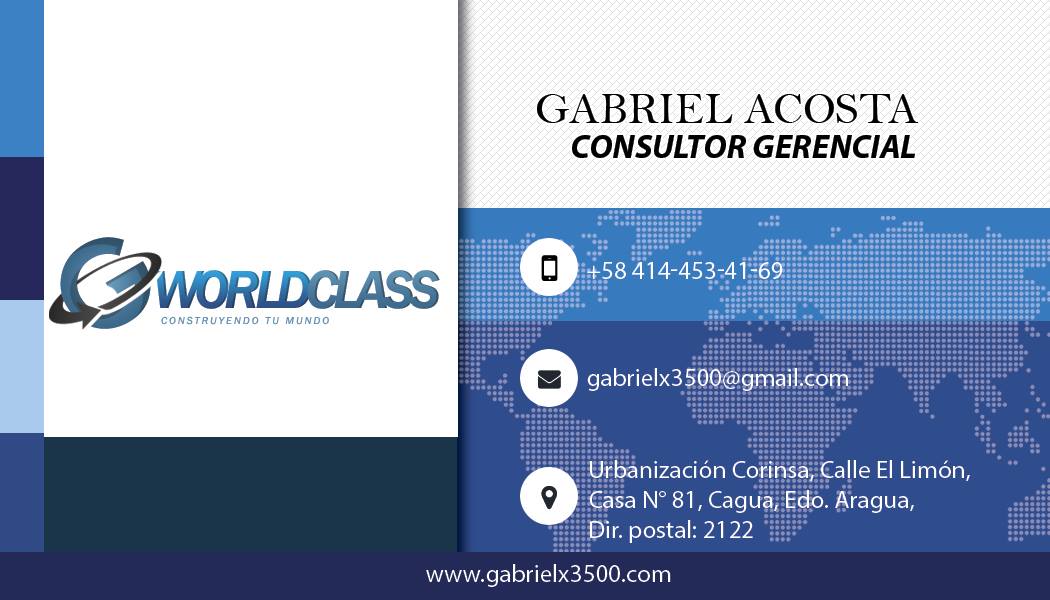 GABRIEL ACOSTA
CONSULTOR GERENCIAL
WORLDCLASS
CONSTRUYENDO TU MUNDO
+58 414-453-41-69
gabrielx3500@gmail.com
Urbanización Corinsa, Calle El Limón,
Casa N° 81, Cagua, Edo. Aragua,
Dir. postal: 2122
www.gabrielx3500.com